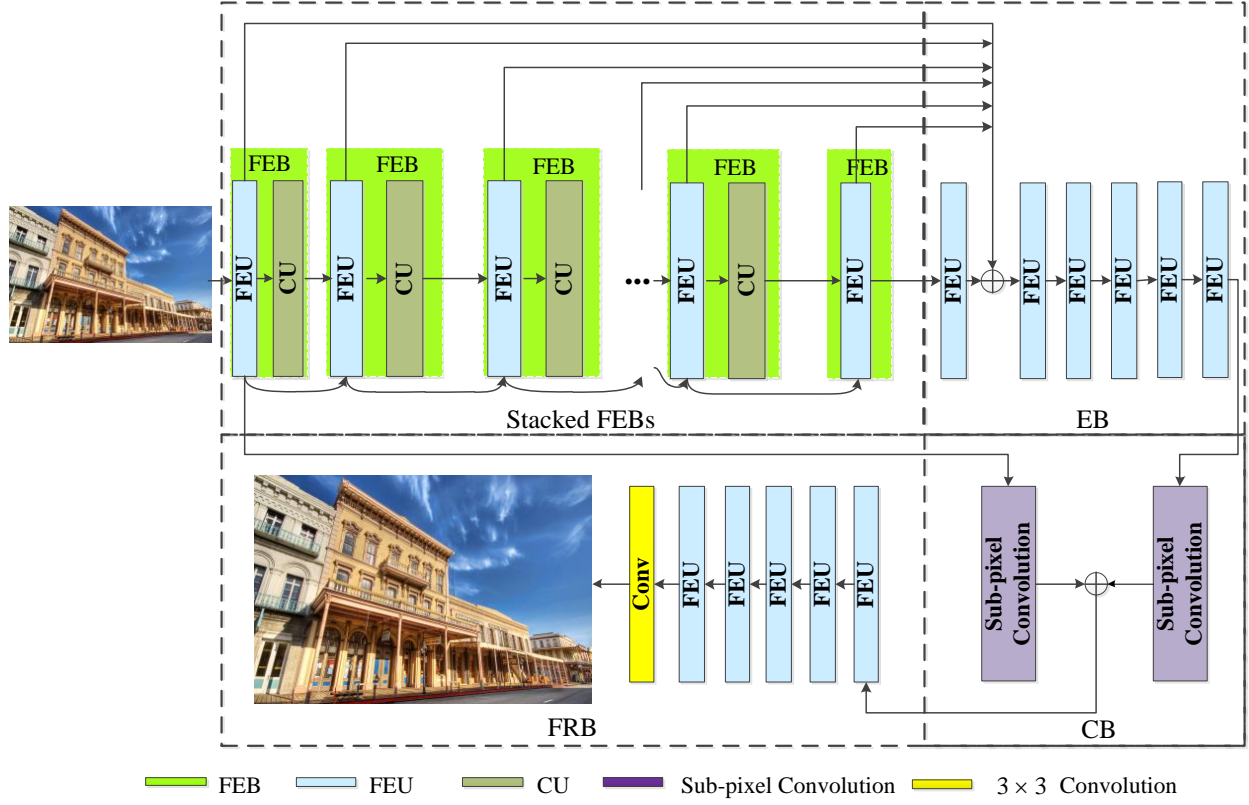 FEB
FEU
CU
FEB
FEU
CU
FEB
FEU
CU
...
FEB
FEU
CU
FEB
FEU
Stacked FEBs
FEU
FEU
FEU
FEU
FEU
FEU
EB
Conv
FEU
FEU
FEU
FEU
FEU
FRB
Sub-pixel
Convolution
Sub-pixel
Convolution
CB
FEB
FEU
CU
Sub-pixel Convolution
3 × 3 Convolution